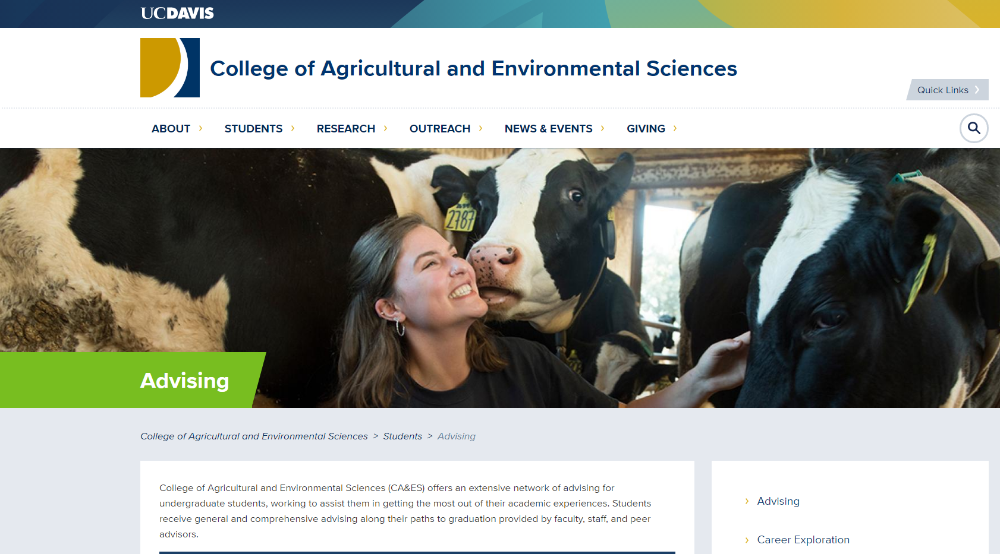 UCDAVIS
College of Agricultural and Environmental Sciences
Quick Links
ABOUT STUDENTS RESEARCH OUTREACH NEWS & EVENTS GIVING
2787
Advising
College of Agricultural and Environmental Sciences > Students > Advising
College of Agricultural and Environmental Sciences (CA&ES) offers an extensive network of advising for
undergraduate students, working to assist them in getting the most out of their academic experiences. Students
receive general and comprehensive advising along their paths to graduation provided by faculty, staff, and peer
advisors.
Advising
Career Exploration